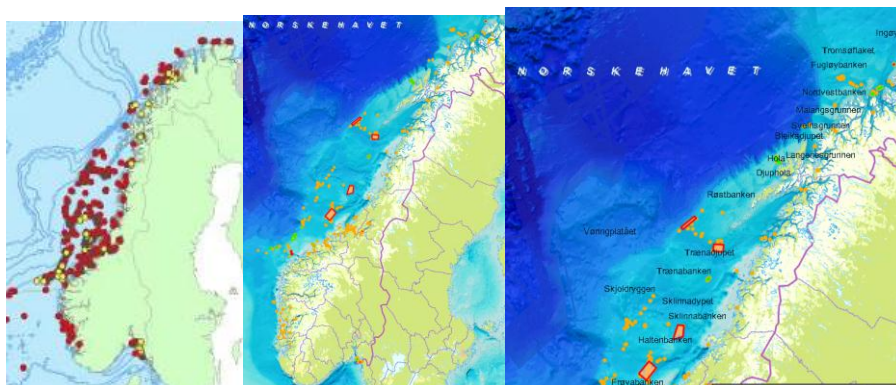 NORSKEHAVET
NORSKEHAVET
Tromsøflaket
Fugløybanken
Nordvestbanken
Malangsgrunnen
Sveinsgrunnen
Bleiksdjupet
Hola
Langenesgrunnen
Djuphola
Røstbanken
Vøringplatået
Trænadjupet
Trænabanken
Skjoldryggen
Sklinnadypet
Sklinnabanken
Haltenbanken
Frøyabanken